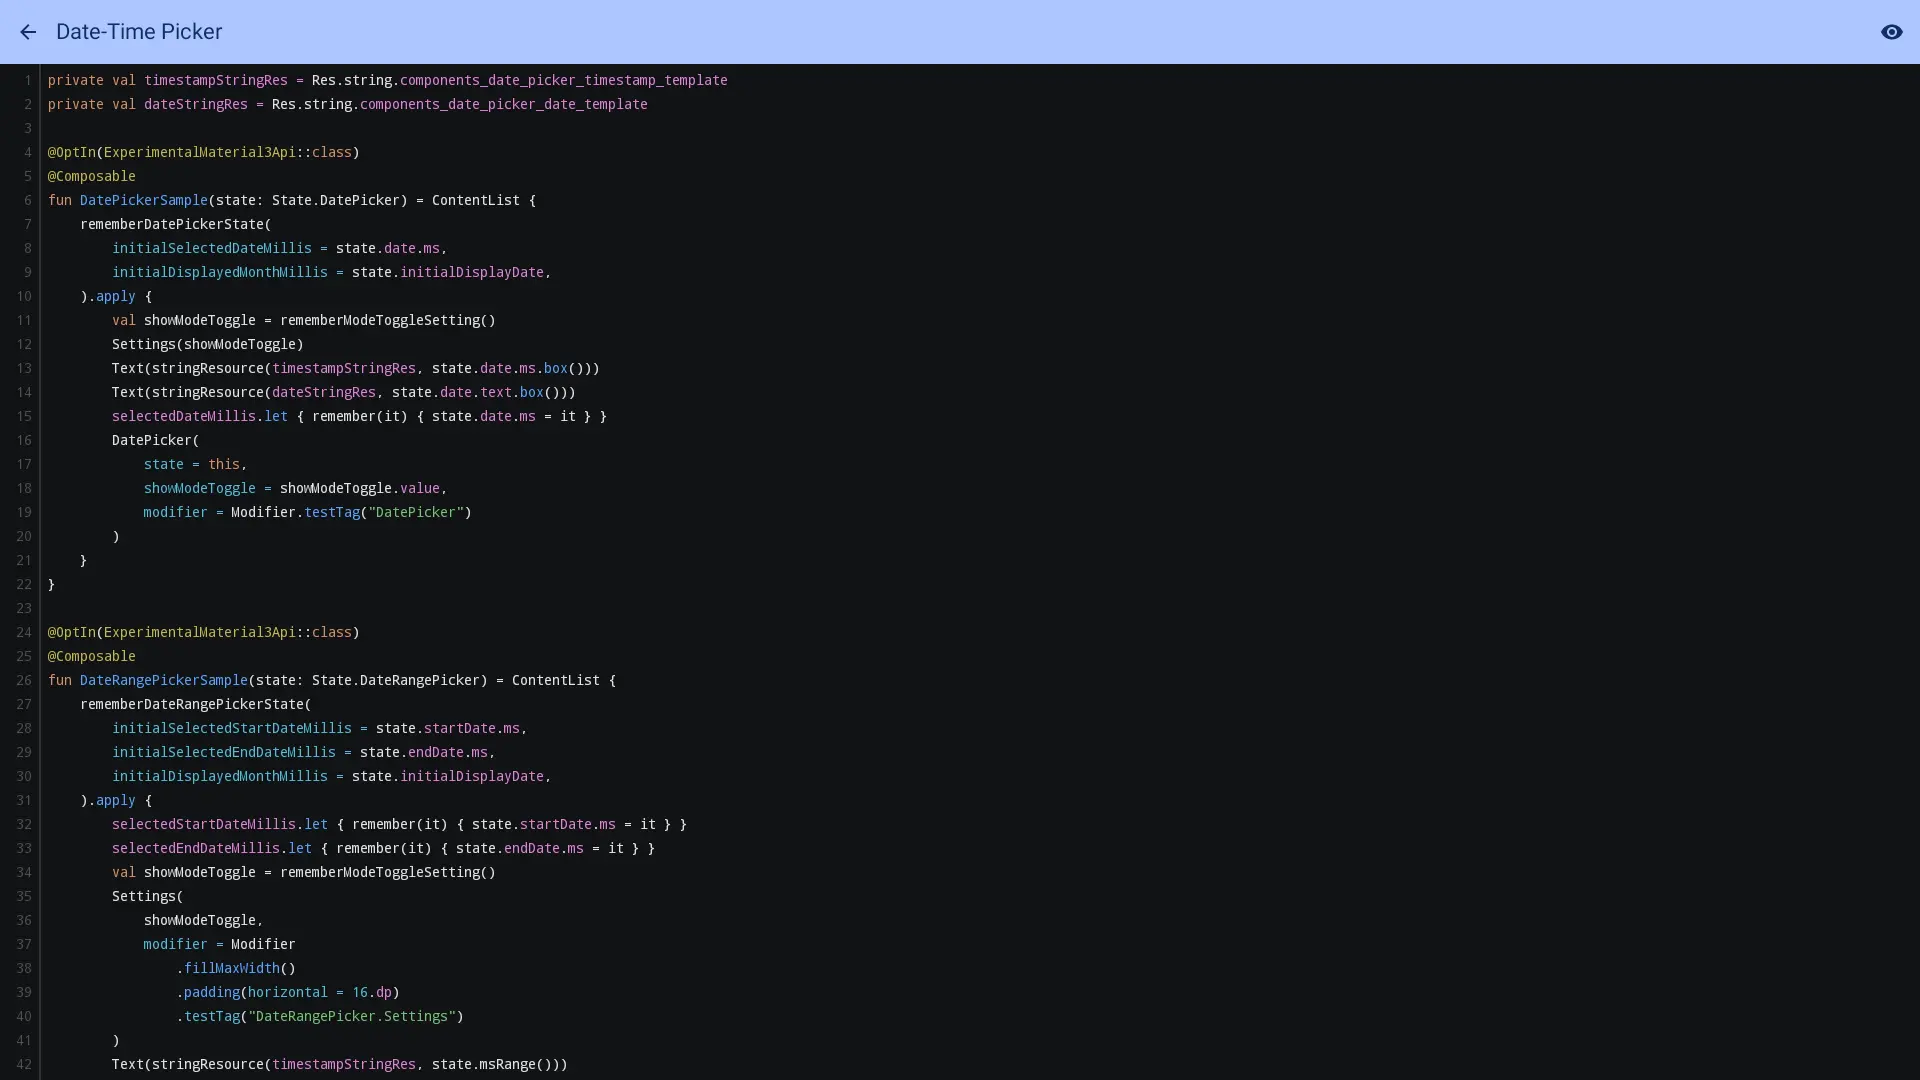 Date-Time Picker
1 private val timestampStringRes = Res.string.components_date_picker_timestamp_template
2 private val dateStringRes = Res.string.components_date_picker_date_template
3
4 @OptIn(ExperimentalMaterial3Api::class)
5 @Composable
6 fun DatePickerSample(state: State.DatePicker) = ContentList {
7     rememberDatePickerState(
8         initialSelectedDateMillis = state.date.ms,
9         initialDisplayedMonthMillis = state.initialDisplayDate,
10     ).apply {
11         val showModeToggle = rememberModeToggleSetting()
12         Settings(showModeToggle)
13         Text(stringResource(timestampStringRes, state.date.ms.box()))
14         Text(stringResource(dateStringRes, state.date.text.box()))
15         selectedDateMillis.let { remember(it) { state.date.ms = it } }
16         DatePicker(
17             state = this,
18             showModeToggle = showModeToggle.value,
19             modifier = Modifier.testTag("DatePicker")
20         )
21     }
22 }
23
24 @OptIn(ExperimentalMaterial3Api::class)
25 @Composable
26 fun DateRangePickerSample(state: State.DateRangePicker) = ContentList {
27     rememberDateRangePickerState(
28         initialSelectedStartDateMillis = state.startDate.ms,
29         initialSelectedEndDateMillis = state.endDate.ms,
30         initialDisplayedMonthMillis = state.initialDisplayDate,
31     ).apply {
32         selectedStartDateMillis.let { remember(it) { state.startDate.ms = it } }
33         selectedEndDateMillis.let { remember(it) { state.endDate.ms = it } }
34         val showModeToggle = rememberModeToggleSetting()
35         Settings(
36             showModeToggle,
37             modifier = Modifier
38                 .fillMaxWidth()
39                 .padding(horizontal = 16.dp)
40                 .testTag("DateRangePicker.Settings")
41         )
42         Text(stringResource(timestampStringRes, state.msRange()))